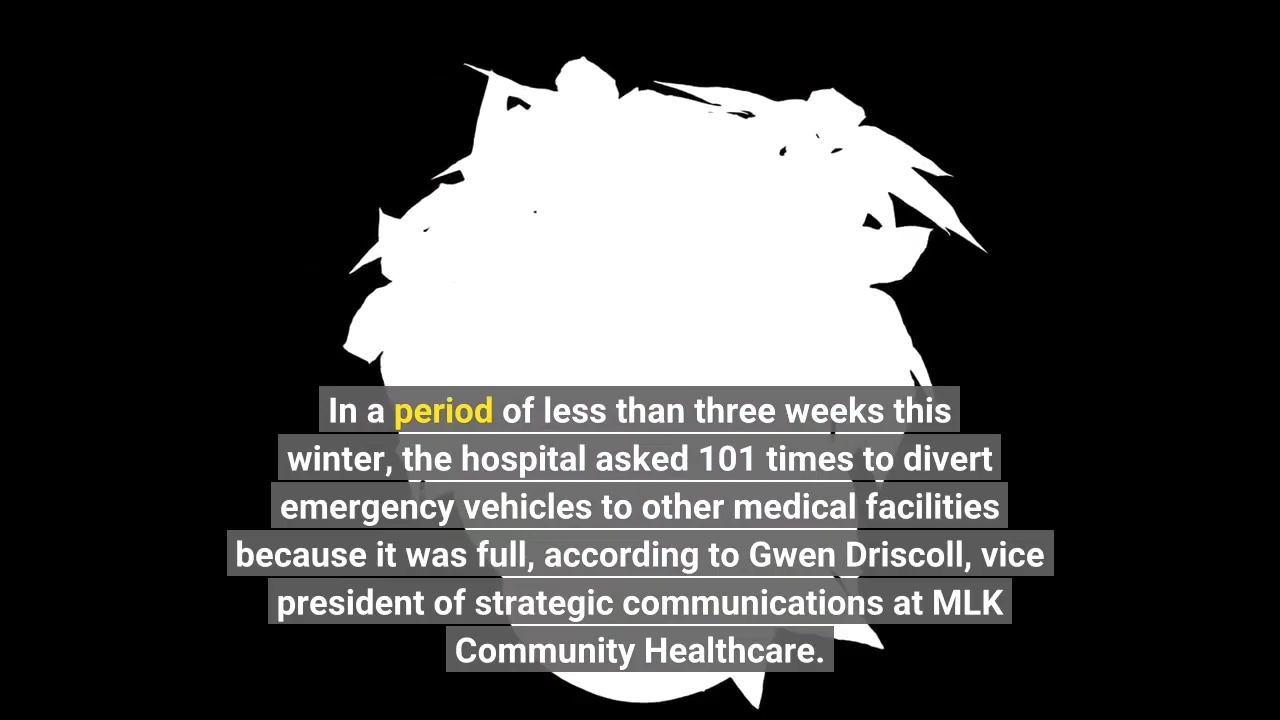 In a period of less than three weeks this
winter, the hospital asked 101 times to divert
emergency vehicles to other medical facilities
because it was full, according to Gwen Driscoll, vice
president of strategic communications at MLK
Community Healthcare.